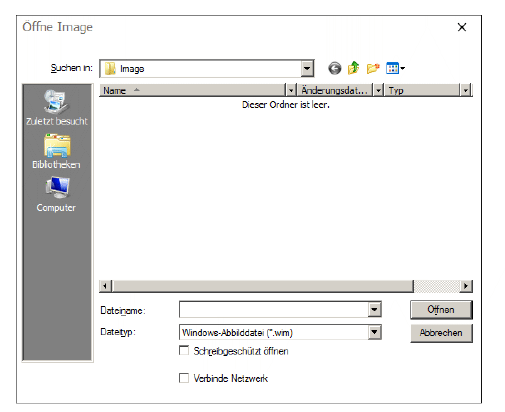 Öffne Image
Suchen in:
Image
Name
Änderungsdat...
Typ
Dieser Ordner ist leer.
Zuletzt besucht
Bibliotheken
Computer
Dateiname:
Öffnen
Dateityp:
Windows-Abbilddatei (*.wim)
Abbrechen
Schreibgeschützt öffnen
Verbinde Netzwerk